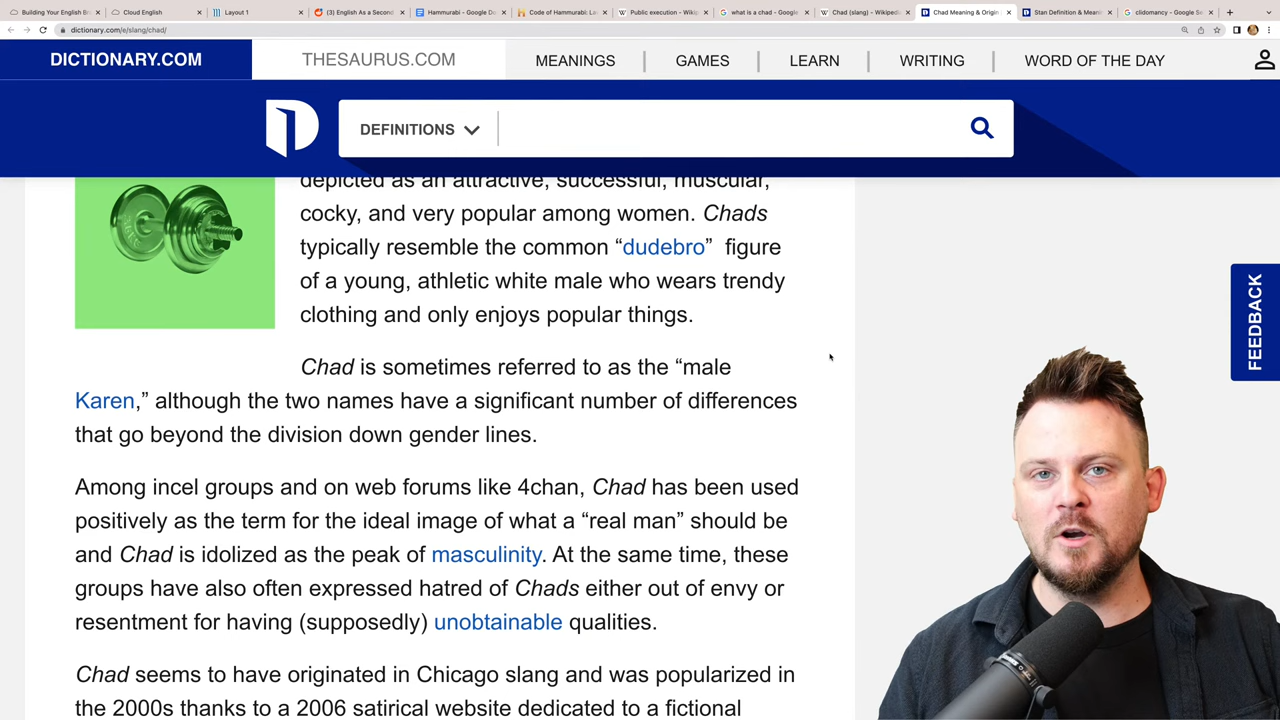 Building Your English Br
Cloud English
Layout 1
[3] English As a Second
Hammurabi - Google Do
Code of Hammurabi: La
Public execution - Wiki
what is a chad - Google
Chad (slang) - Wikiped
Chad Meaning & Origin
Stan Definition & Meani
clidomancy - Google Se
dictionary.com/e/slang/chad/
DICTIONARY.COM
THESAURUS.COM
MEANINGS
GAMES
LEARN
WRITING
WORD OF THE DAY
DEFINITIONS
depicted as an attractive, successful, muscular,
cocky, and very popular among women. Chads
typically resemble the common “dudebro” figure
of a young, athletic white male who wears trendy
clothing and only enjoys popular things.
Chad is sometimes referred to as the “male
Karen,” although the two names have a significant number of differences
that go beyond the division down gender lines.
Among incel groups and on web forums like 4chan, Chad has been used
positively as the term for the ideal image of what a “real man” should be
and Chad is idolized as the peak of masculinity. At the same time, these
groups have also often expressed hatred of Chads either out of envy or
resentment for having (supposedly) unobtainable qualities.
Chad seems to have originated in Chicago slang and was popularized in
the 2000s thanks to a 2006 satirical website dedicated to a fictional
FEEDBACK